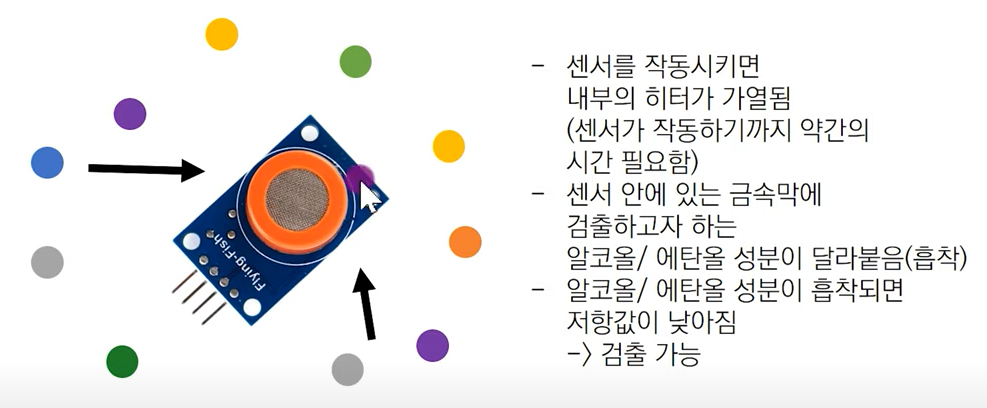 - 센서를 작동시키면
내부의 히터가 가열됨
(센서가 작동하기까지 약간의
시간 필요함)
- 센서 안에 있는 금속막에
검출하고자 하는
알코올/ 에탄올 성분이 달라붙음(흡착)
- 알코올/ 에탄올 성분이 흡착되면
저항값이 낮아짐
-> 검출 가능
Flying-Fish